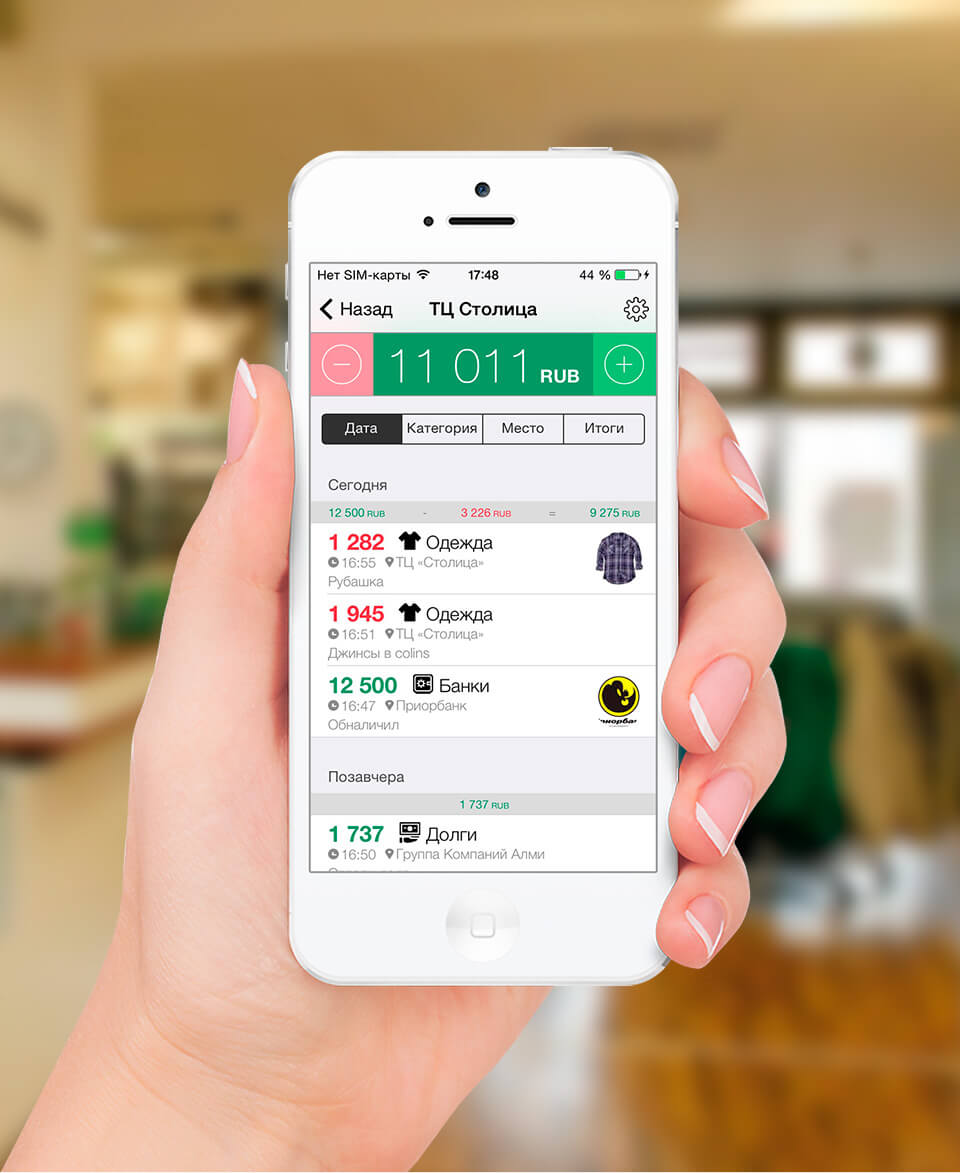 Нет SIM-карты 17:48 44 %
Назад ТЦ Столица
11 011 RUB
Дата Категория Место Итоги
Сегодня
12 500 RUB - 3 226 RUB = 9 275 RUB
1 282 Одежда
16:55 ТЦ «Столица»
Рубашка
1 945 Одежда
16:51 ТЦ «Столица»
Джинсы в colins
12 500 Банки
16:47 Приорбанк
Обналичил
Позавчера
1 737 RUB
1 737 Долги
16:50 Группа Компаний Алми